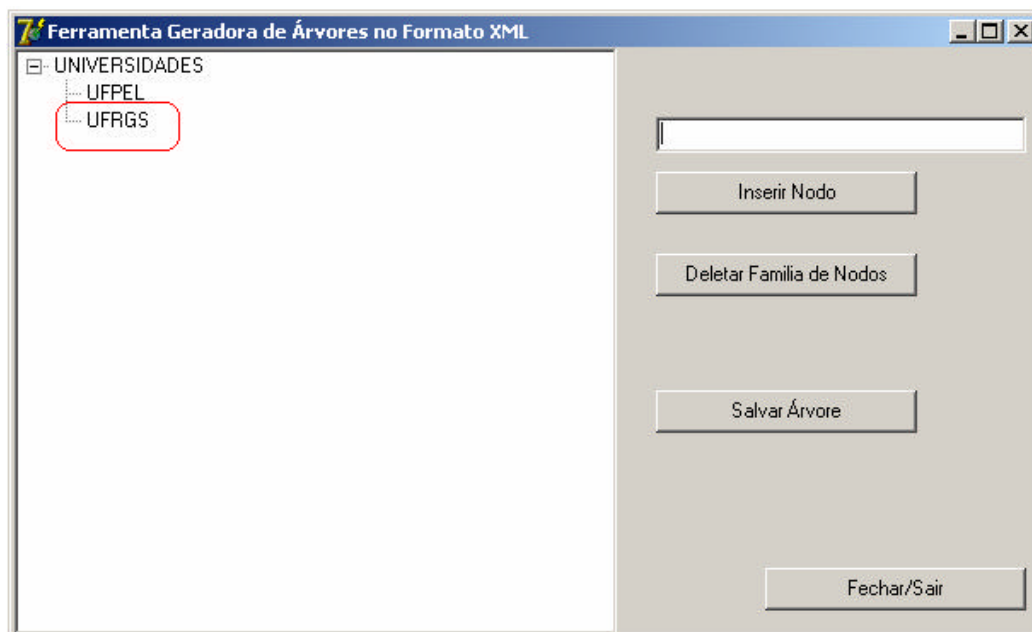 Ferramenta Geradora de Árvores no Formato XML
UNIVERSIDADES
UFPEL
UFRGS
Inserir Nodo
Deletar Familia de Nodos
Salvar Árvore
Fechar/Sair